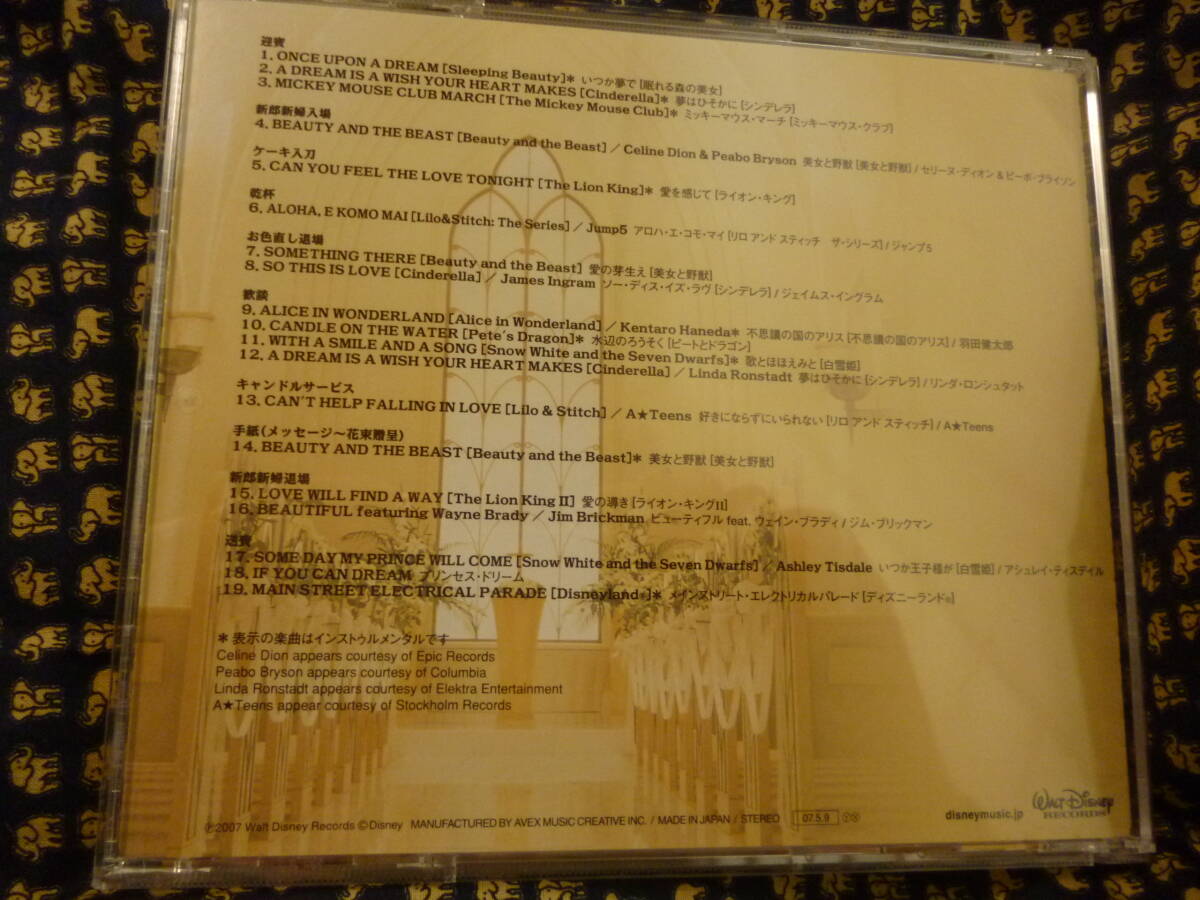 迎賓
1. ONCE UPON A DREAM [Sleeping Beauty]* いつか夢で [眠れる森の美女]
2. A DREAM IS A WISH YOUR HEART MAKES [Cinderella]* 夢はひそかに [シンデレラ]
3. MICKEY MOUSE CLUB MARCH [The Mickey Mouse Club]* ミッキーマウス・マーチ [ミッキーマウス・クラブ]
新郎新婦入場
4. BEAUTY AND THE BEAST [Beauty and the Beast] / Celine Dion & Peabo Bryson 美女と野獣 [美女と野獣] / セリーヌ・ディオン & ピーボ・ブライソン
ケーキ入刀
5. CAN YOU FEEL THE LOVE TONIGHT [The Lion King]* 愛を感じて [ライオン・キング]
乾杯
6. ALOHA, E KOMO MAI [Lilo&Stitch: The Series] / Jump5 アロハ・エ・コモ・マイ [リロ アンド スティッチ ザ・シリーズ] / ジャンプ5
お色直し退場
7. SOMETHING THERE [Beauty and the Beast] 愛の芽生え [美女と野獣]
8. SO THIS IS LOVE [Cinderella] / James Ingram ソー・ディス・イズ・ラヴ [シンデレラ] / ジェイムス・イングラム
歓談
9. ALICE IN WONDERLAND [Alice in Wonderland] / Kentaro Haneda* 不思議の国のアリス [不思議の国のアリス] / 羽田健太郎
10. CANDLE ON THE WATER [Pete's Dragon]* 水辺のろうそく [ピートとドラゴン]
11. WITH A SMILE AND A SONG [Snow White and the Seven Dwarfs]* 歌とほほえみと [白雪姫]
12. A DREAM IS A WISH YOUR HEART MAKES [Cinderella] / Linda Ronstadt 夢はひそかに [シンデレラ] / リンダ・ロンシュタット
キャンドルサービス
13. CAN'T HELP FALLING IN LOVE [Lilo & Stitch] / A★Teens 好きにならずにいられない [リロ アンド スティッチ] / A★Teens
手紙(メッセージ～花束贈呈)
14. BEAUTY AND THE BEAST [Beauty and the Beast]* 美女と野獣 [美女と野獣]
新郎新婦退場
15. LOVE WILL FIND A WAY [The Lion King II] 愛の導き [ライオン・キングII]
16. BEAUTIFUL featuring Wayne Brady / Jim Brickman ビューティフル feat. ウェイン・ブラディ / ジム・ブリックマン
送賓
17. SOME DAY MY PRINCE WILL COME [Snow White and the Seven Dwarfs] / Ashley Tisdale いつか王子様が [白雪姫] / アシュレイ・ティスデイル
18. IF YOU CAN DREAM プリンセス・ドリーム
19. MAIN STREET ELECTRICAL PARADE [Disneyland®]* メインストリート・エレクトリカルパレード [ディズニーランド®]
* 表示の楽曲はインストゥルメンタルです
Celine Dion appears courtesy of Epic Records
Peabo Bryson appears courtesy of Columbia
Linda Ronstadt appears courtesy of Elektra Entertainment
A★Teens appear courtesy of Stockholm Records
℗2007 Walt Disney Records ©Disney MANUFACTURED BY AVEX MUSIC CREATIVE INC. / MADE IN JAPAN / STEREO 07.5.9
disneymusic.jp
WALT DISNEY RECORDS